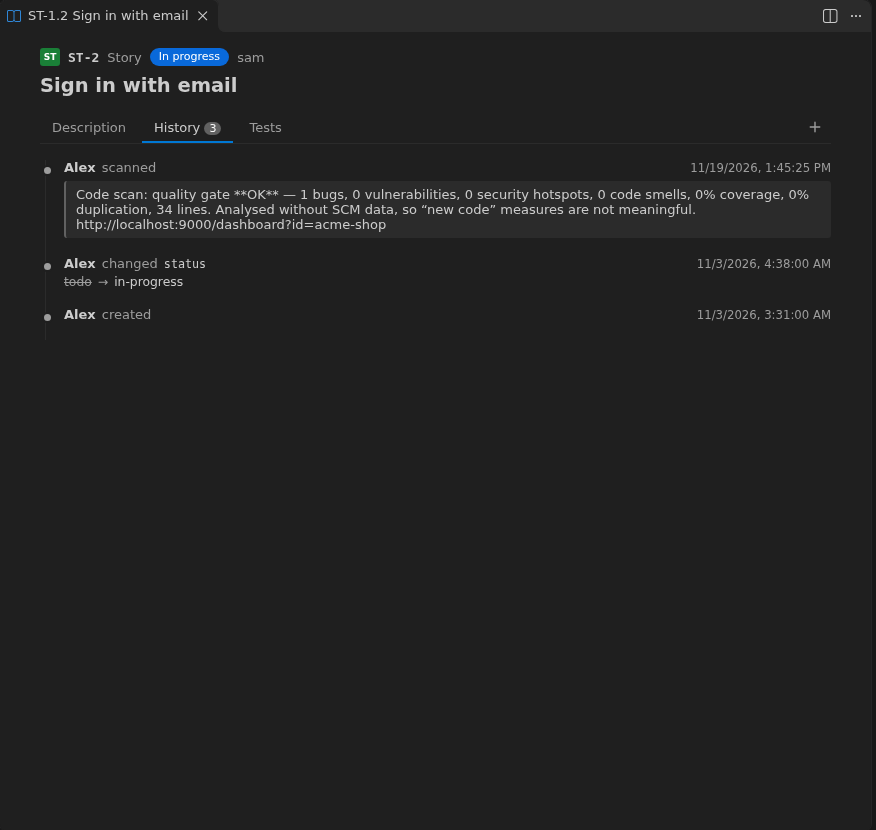 ST-1.2 Sign in with email
ST ST-2 Story In progress sam
Sign in with email
Description History 3 Tests
Alex scanned 11/19/2026, 1:45:25 PM
Code scan: quality gate **OK** — 1 bugs, 0 vulnerabilities, 0 security hotspots, 0 code smells, 0% coverage, 0%
duplication, 34 lines. Analysed without SCM data, so “new code” measures are not meaningful.
http://localhost:9000/dashboard?id=acme-shop
Alex changed status 11/3/2026, 4:38:00 AM
todo → in-progress
Alex created 11/3/2026, 3:31:00 AM